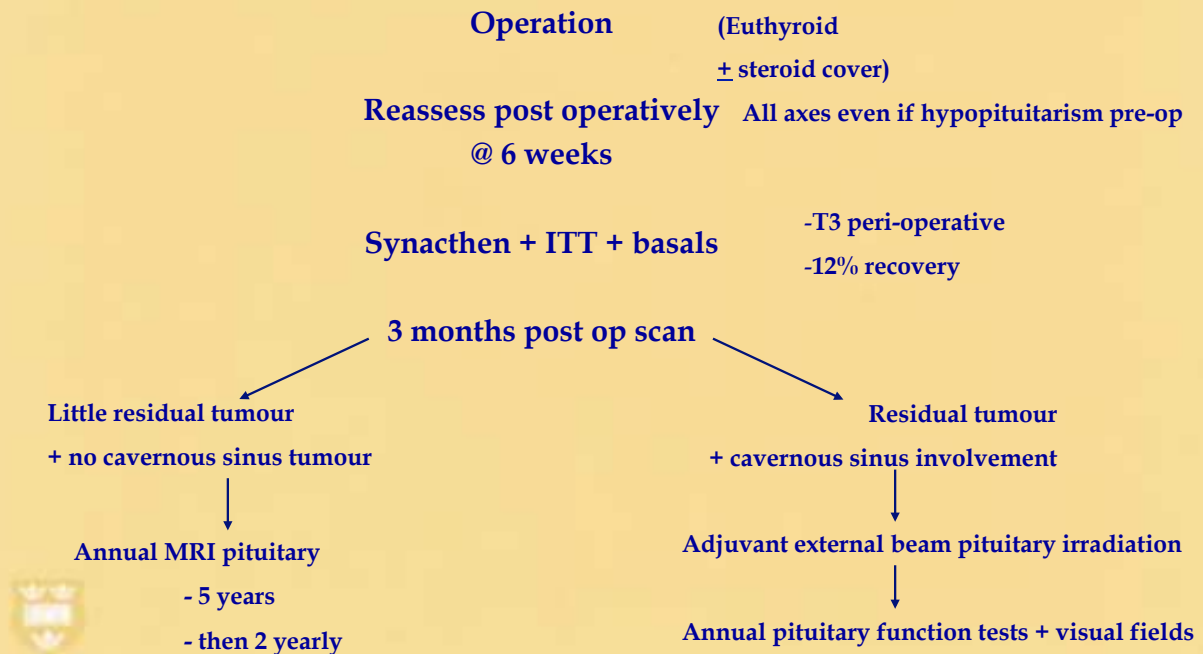 Operation (Euthyroid
± steroid cover)
Reassess post operatively All axes even if hypopituitarism pre-op
@ 6 weeks
Synacthen + ITT + basals
-T3 peri-operative
-12% recovery
3 months post op scan
Little residual tumour
+ no cavernous sinus tumour
Annual MRI pituitary
- 5 years
- then 2 yearly
Residual tumour
+ cavernous sinus involvement
Adjuvant external beam pituitary irradiation
Annual pituitary function tests + visual fields